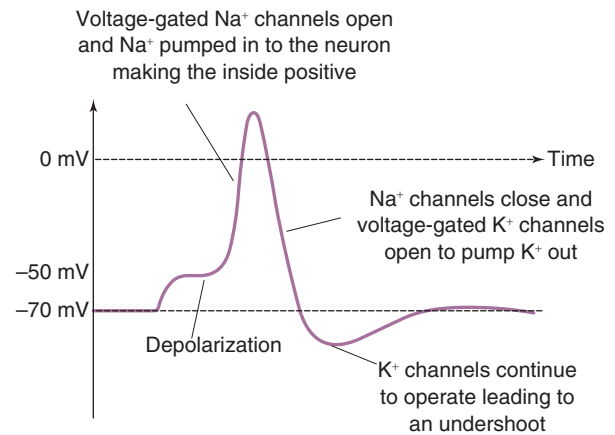 Voltage-gated Na⁺ channels open
and Na⁺ pumped in to the neuron
making the inside positive
0 mV
Time
Na⁺ channels close and
voltage-gated K⁺ channels
open to pump K⁺ out
–50 mV
–70 mV
Depolarization
K⁺ channels continue
to operate leading to
an undershoot